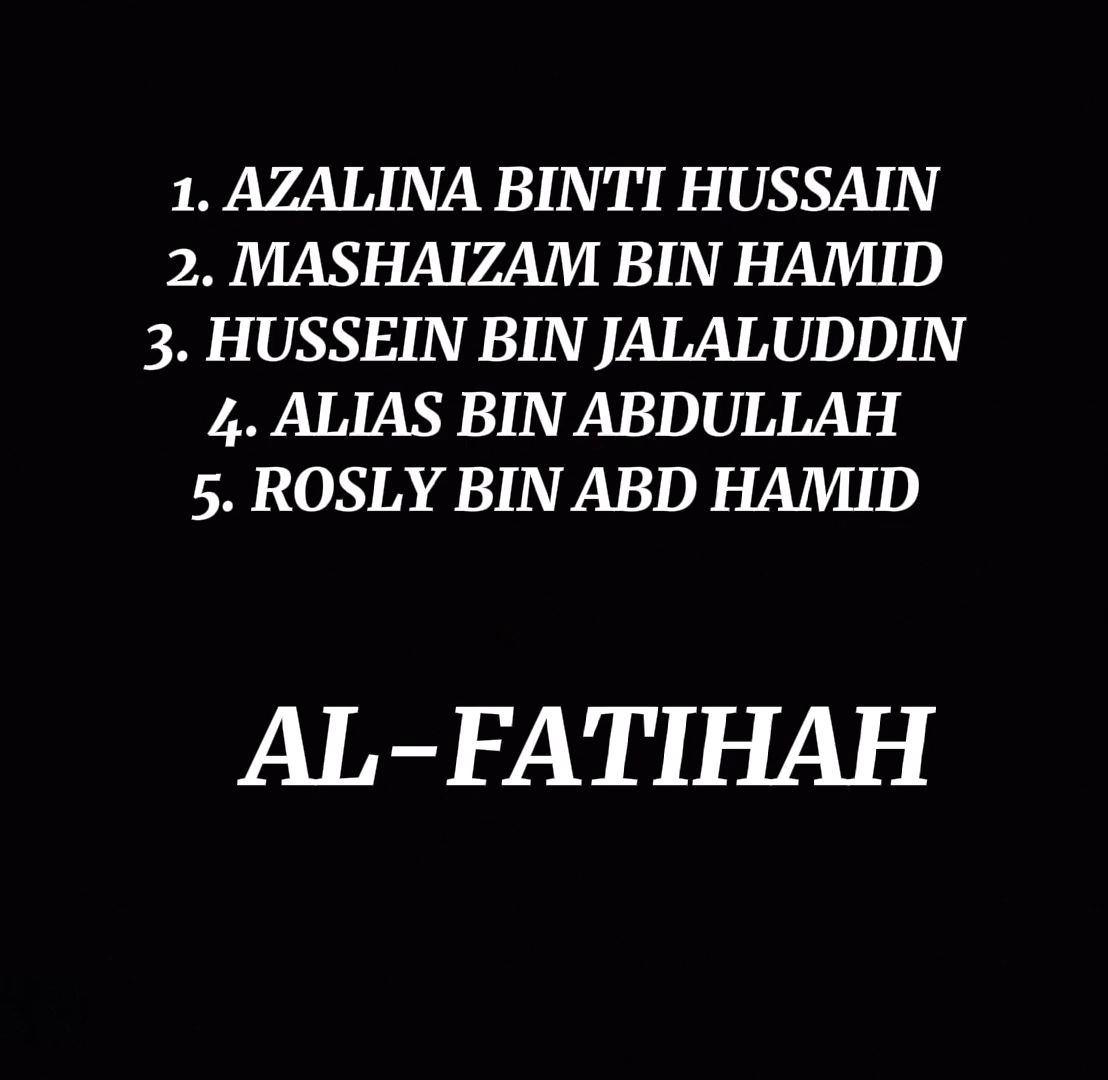 1. AZALINA BINTI HUSSAIN
2. MASHAIZAM BIN HAMID
3. HUSSEIN BIN JALALUDDIN
4. ALIAS BIN ABDULLAH
5. ROSLY BIN ABD HAMID
AL-FATIHAH